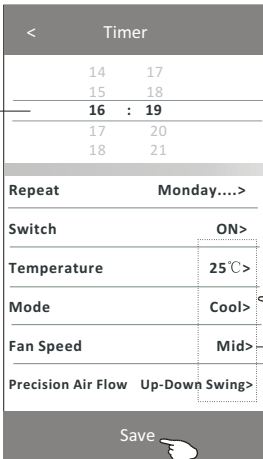 < Timer
14 17
15 18
16 : 19
17 20
18 21
Repeat Monday....>
Switch ON>
Temperature 25℃>
Mode Cool>
Fan Speed Mid>
Precision Air Flow Up-Down Swing>
Save